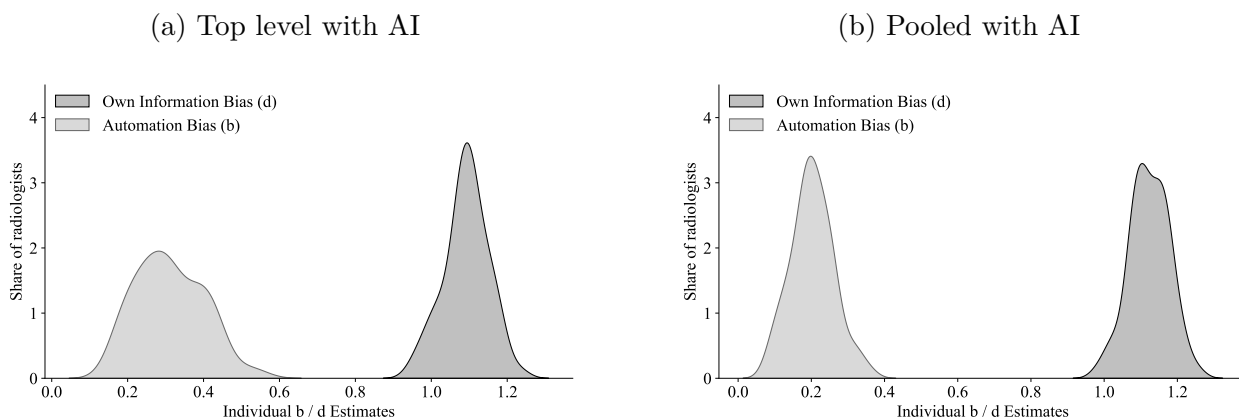 (a) Top level with AI
Own Information Bias (d)
Automation Bias (b)
Share of radiologists
4
3
2
1
0
0.0 0.2 0.4 0.6 0.8 1.0 1.2
Individual b / d Estimates
(b) Pooled with AI
Own Information Bias (d)
Automation Bias (b)
Share of radiologists
4
3
2
1
0
0.0 0.2 0.4 0.6 0.8 1.0 1.2
Individual b / d Estimates